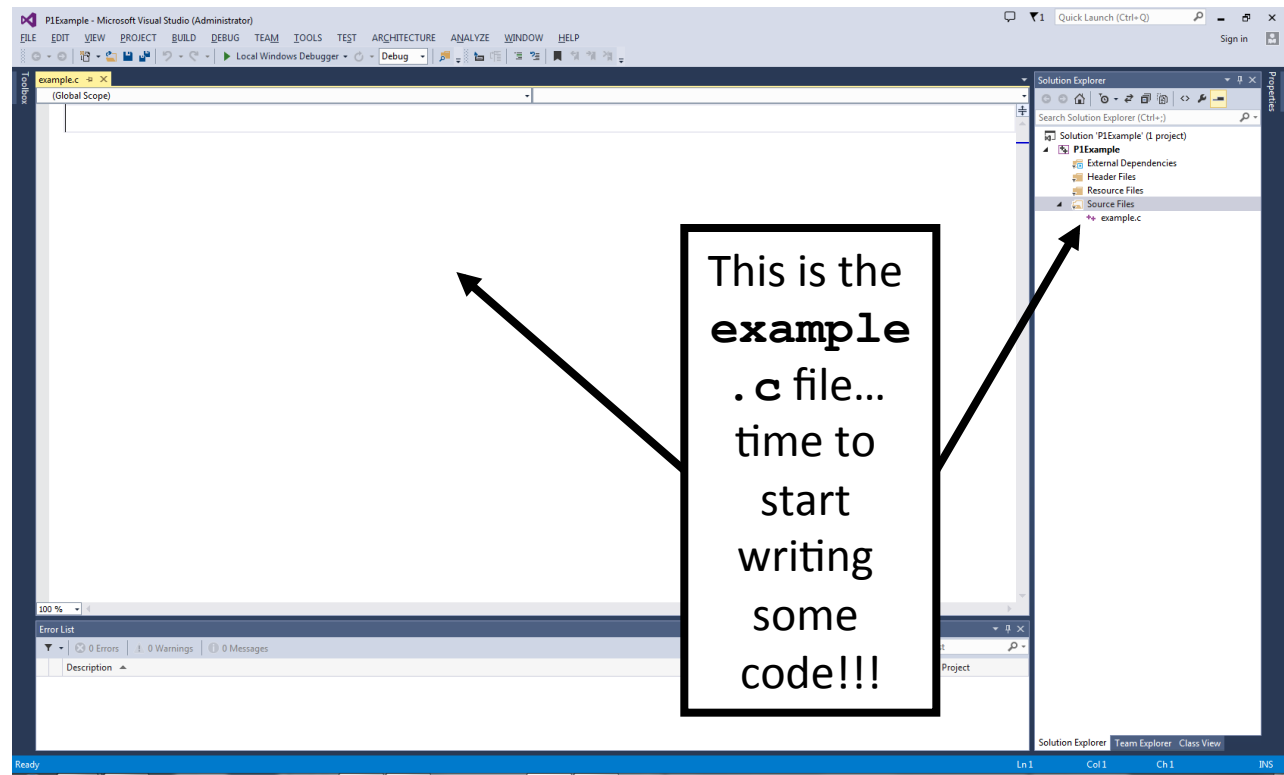 P1Example - Microsoft Visual Studio (Administrator)
1
Quick Launch (Ctrl+Q)
FILE EDIT VIEW PROJECT BUILD DEBUG TEAM TOOLS TEST ARCHITECTURE ANALYZE WINDOW HELP
Sign in
Local Windows Debugger
Debug
Toolbox
example.c
(Global Scope)
Solution Explorer
Search Solution Explorer (Ctrl+;)
Solution 'P1Example' (1 project)
P1Example
External Dependencies
Header Files
Resource Files
Source Files
example.c
Properties
This is the
example
.c file...
time to
start
writing
some
code!!!
100 %
Error List
0 Errors
0 Warnings
0 Messages
Description
Project
Solution Explorer Team Explorer Class View
Ready
Ln 1
Col 1
Ch 1
INS